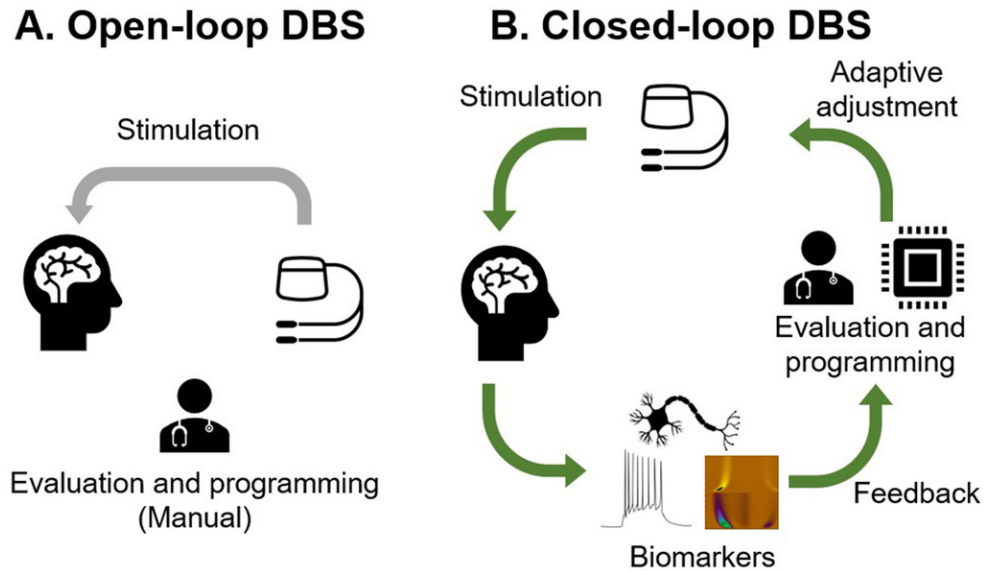 A. Open-loop DBS
Stimulation
Evaluation and programming
(Manual)
B. Closed-loop DBS
Stimulation
Adaptive
adjustment
Evaluation and
programming
Feedback
Biomarkers